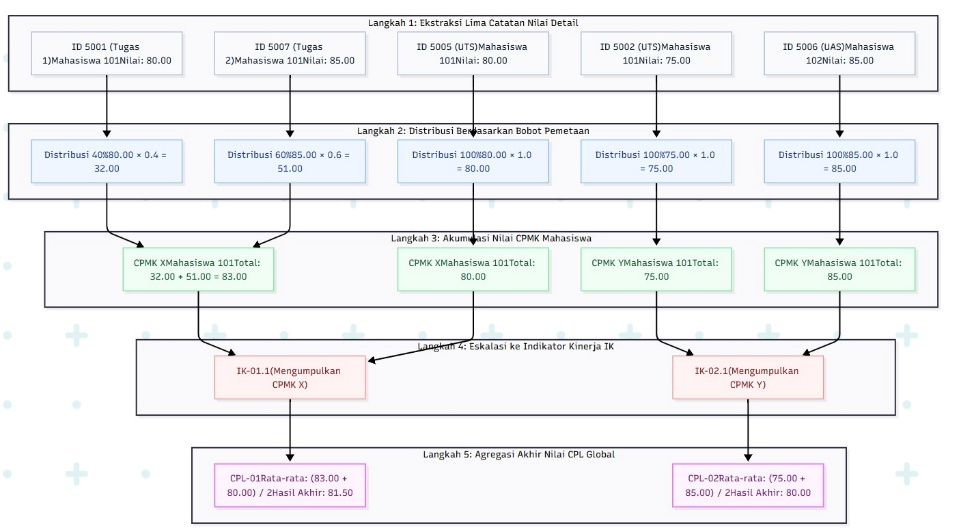 Langkah 1: Ekstraksi Lima Catatan Nilai Detail
ID 5001 (Tugas
1)Mahasiswa 101Nilai: 80.00
ID 5007 (Tugas
2)Mahasiswa 101Nilai: 85.00
ID 5005 (UTS)Mahasiswa
101Nilai: 80.00
ID 5002 (UTS)Mahasiswa
101Nilai: 75.00
ID 5006 (UAS)Mahasiswa
102Nilai: 85.00
Langkah 2: Distribusi Berdasarkan Bobot Pemetaan
Distribusi 40%80.00 × 0.4 =
32.00
Distribusi 60%85.00 × 0.6 =
51.00
Distribusi 100%80.00 × 1.0
= 80.00
Distribusi 100%75.00 × 1.0
= 75.00
Distribusi 100%85.00 × 1.0
= 85.00
Langkah 3: Akumulasi Nilai CPMK Mahasiswa
CPMK XMahasiswa 101Total:
32.00 + 51.00 = 83.00
CPMK XMahasiswa 101Total:
80.00
CPMK YMahasiswa 101Total:
75.00
CPMK YMahasiswa 101Total:
85.00
Langkah 4: Eskalasi ke Indikator Kinerja IK
IK-01.1(Mengumpulkan
CPMK X)
IK-02.1(Mengumpulkan
CPMK Y)
Langkah 5: Agregasi Akhir Nilai CPL Global
CPL-01Rata-rata: (83.00 +
80.00) / 2Hasil Akhir: 81.50
CPL-02Rata-rata: (75.00 +
85.00) / 2Hasil Akhir: 80.00